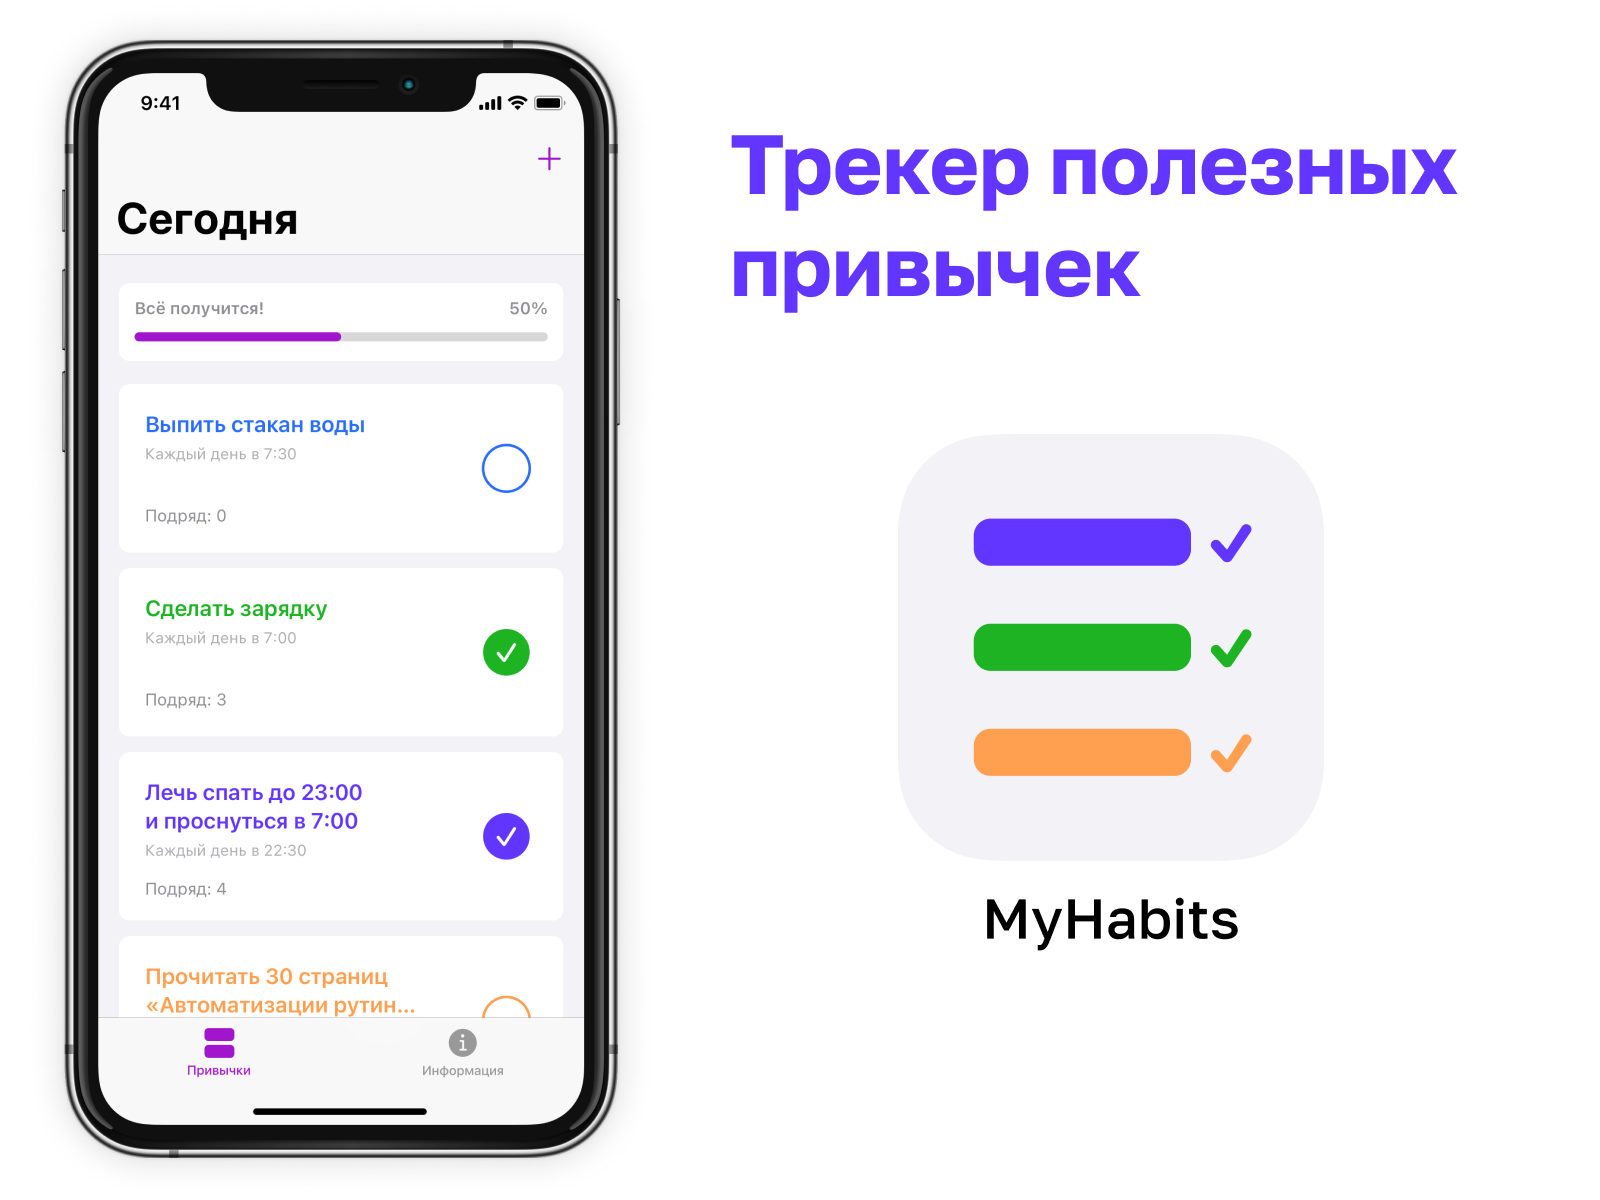 9:41
Сегодня
Всё получится! 50%
Выпить стакан воды
Каждый день в 7:30
Подряд: 0
Сделать зарядку
Каждый день в 7:00
Подряд: 3
Лечь спать до 23:00
и проснуться в 7:00
Каждый день в 22:30
Подряд: 4
Прочитать 30 страниц
«Автоматизации рутин...
Привычки
Информация
Трекер полезных
привычек
MyHabits